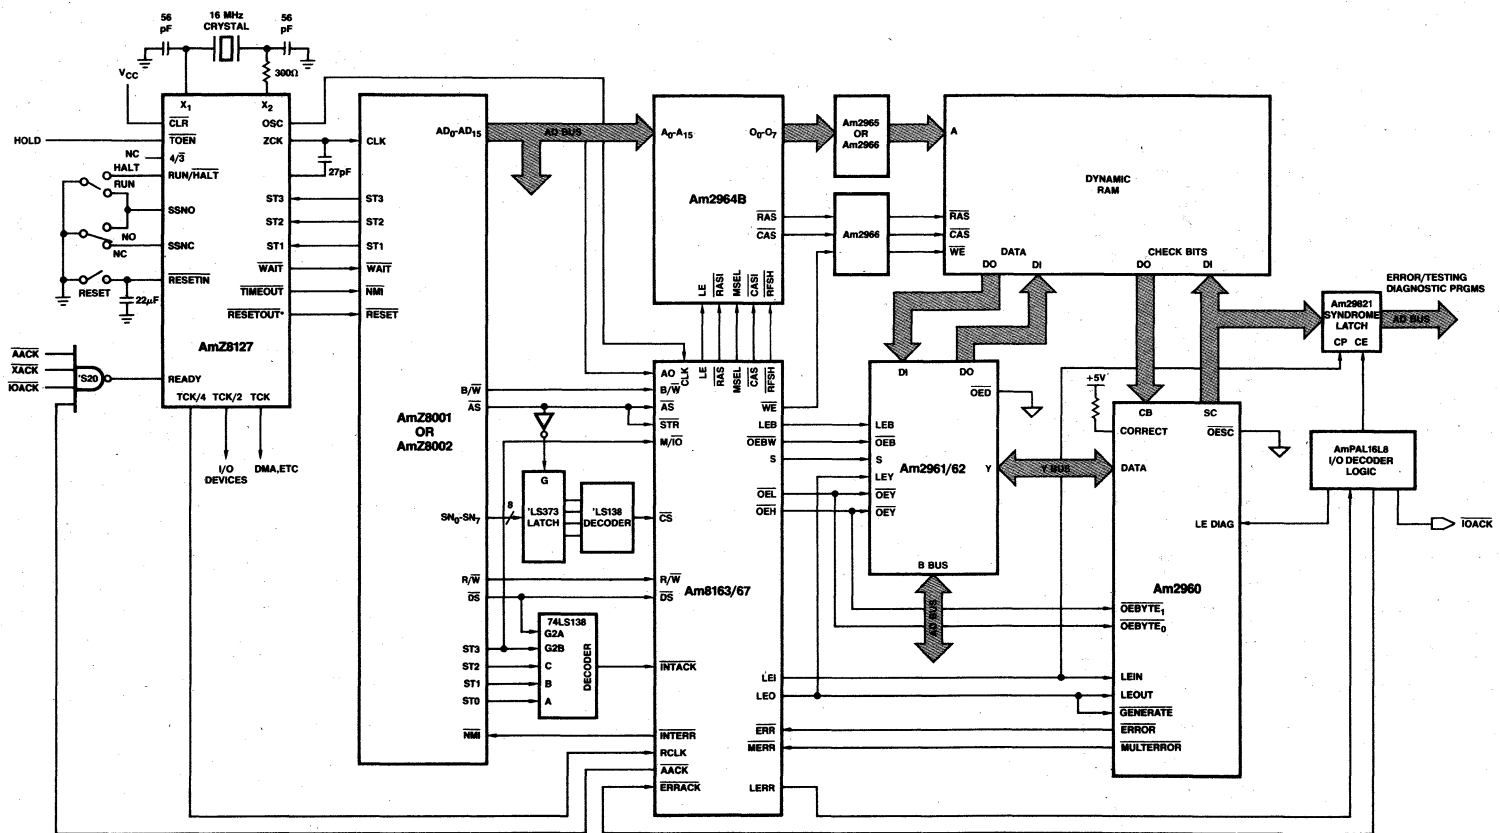 56
pF
16 MHz
CRYSTAL
56
pF
300Ω
VCC
X1
X2
CLR
OSC
HOLD
TOEN
ZCK
NC
4/3
27pF
HALT
RUN
RUN/HALT
ST3
SSNO
ST2
NO
SSNC
ST1
NC
WAIT
RESETIN
TIMEOUT
RESET
22μF
RESETOUT*
AmZ8127
AACK
XACK
IOACK
'S20
READY
TCK/4
TCK/2
TCK
I/O
DEVICES
DMA,ETC
CLK
AD0-AD15
ST3
ST2
ST1
WAIT
NMI
RESET
AmZ8001
OR
AmZ8002
B/W
AS
SN0-SN7
R/W
DS
ST3
ST2
ST1
ST0
NMI
AD BUS
8
G
'LS373
LATCH
'LS138
DECODER
74LS138
G2A
G2B
C
B
A
DECODER
A0-A15
O0-O7
Am2964B
RAS
CAS
LE
RASI
MSEL
CASI
RFSH
AO
CLK
LE
RAS
MSEL
CAS
RFSH
B/W
AS
STR
M/IO
CS
R/W
DS
INTACK
INTERR
RCLK
AACK
ERRACK
Am8163/67
WE
LEB
OEBW
S
OEL
OEH
LEI
LEO
ERR
MERR
LERR
Am2965
OR
Am2966
Am2966
A
DYNAMIC
RAM
RAS
CAS
WE
DATA
DO
DI
CHECK BITS
DO
DI
DI
DO
OED
LEB
OEB
S
LEY
OEY
OEY
Am2961/62
Y
B BUS
AD BUS
Y BUS
+5V
CB
SC
CORRECT
OESC
DATA
LE DIAG
Am2960
OEBYTE1
OEBYTE0
LEIN
LEOUT
GENERATE
ERROR
MULTERROR
ERROR/TESTING
DIAGNOSTIC PRGMS
Am29821
SYNDROME
LATCH
CP
CE
AD BUS
AmPAL16L8
I/O DECODER
LOGIC
IOACK